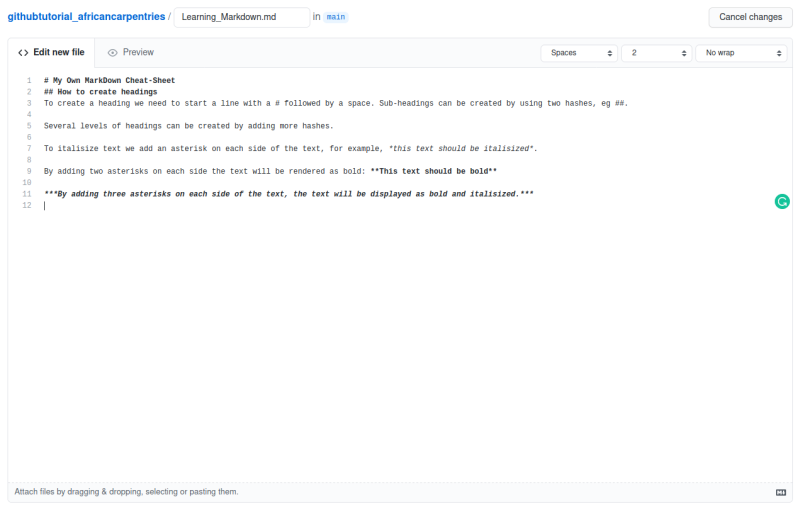 githubtutorial_africancarpentries / Learning_Markdown.md in main Cancel changes
<> Edit new file Preview Spaces 2 No wrap
1 # My Own MarkDown Cheat-Sheet
2 ## How to create headings
3 To create a heading we need to start a line with a # followed by a space. Sub-headings can be created by using two hashes, eg ##.
4
5 Several levels of headings can be created by adding more hashes.
6
7 To italisize text we add an asterisk on each side of the text, for example, *this text should be italisized*.
8
9 By adding two asterisks on each side the text will be rendered as bold: **This text should be bold**
10
11 ***By adding three asterisks on each side of the text, the text will be displayed as bold and italisized.***
12
Attach files by dragging & dropping, selecting or pasting them.